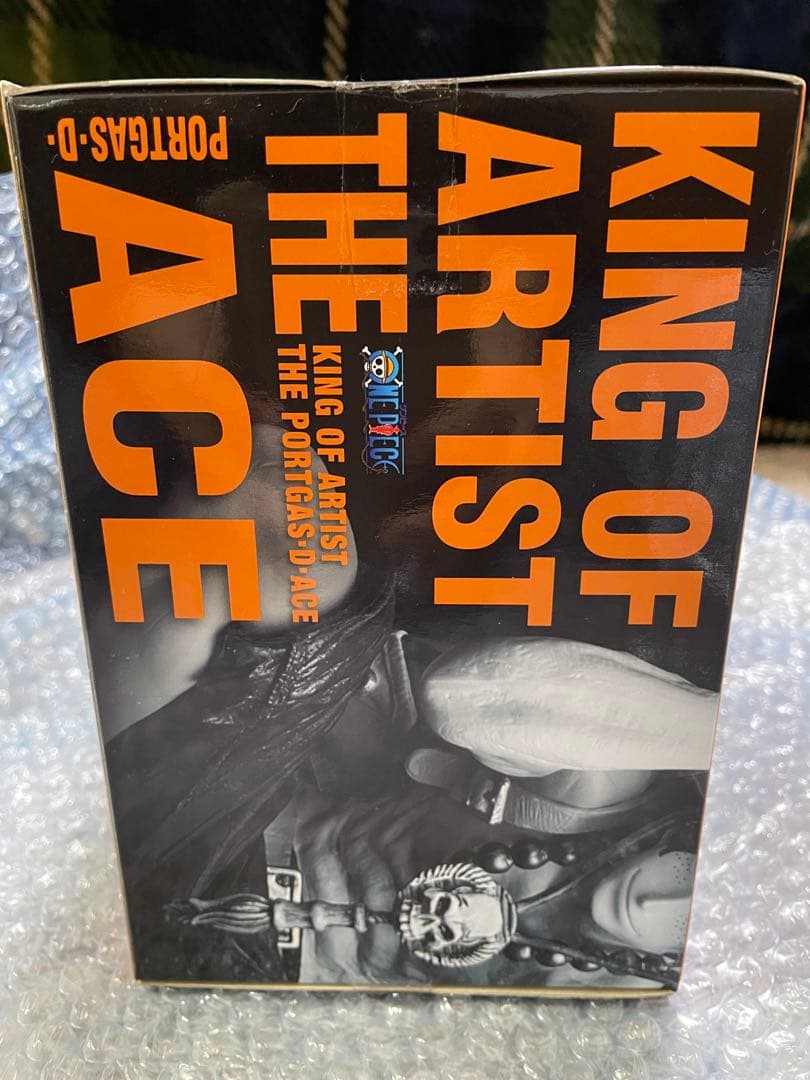 KING OF
ARTIST
THE
ONE PIECE
KING OF ARTIST
THE PORTGAS·D·ACE
PORTGAS·D·
ACE